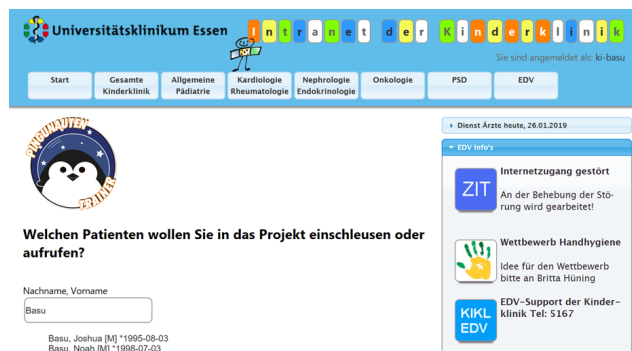 Universitätsklinikum Essen
Intranet der Kinderklinik
Sie sind angemeldet als: ki-basu
Start
Gesamte
Kinderklinik
Allgemeine
Pädiatrie
Kardiologie
Rheumatologie
Nephrologie
Endokrinologie
Onkologie
PSD
EDV
PINGUNAUTEN
TRAINER
Welchen Patienten wollen Sie in das Projekt einschleusen oder
aufrufen?
Nachname, Vorname
Basu
Basu, Joshua [M] *1995-08-03
Basu, Noah [M] *1998-07-03
Dienst Ärzte heute, 26.01.2019
EDV Info's
ZIT
Internetzugang gestört
An der Behebung der Stö-
rung wird gearbeitet!
Wettbewerb Handhygiene
Idee für den Wettbewerb
bitte an Britta Hüning
KIKL
EDV
EDV-Support der Kinder-
klinik Tel: 5167